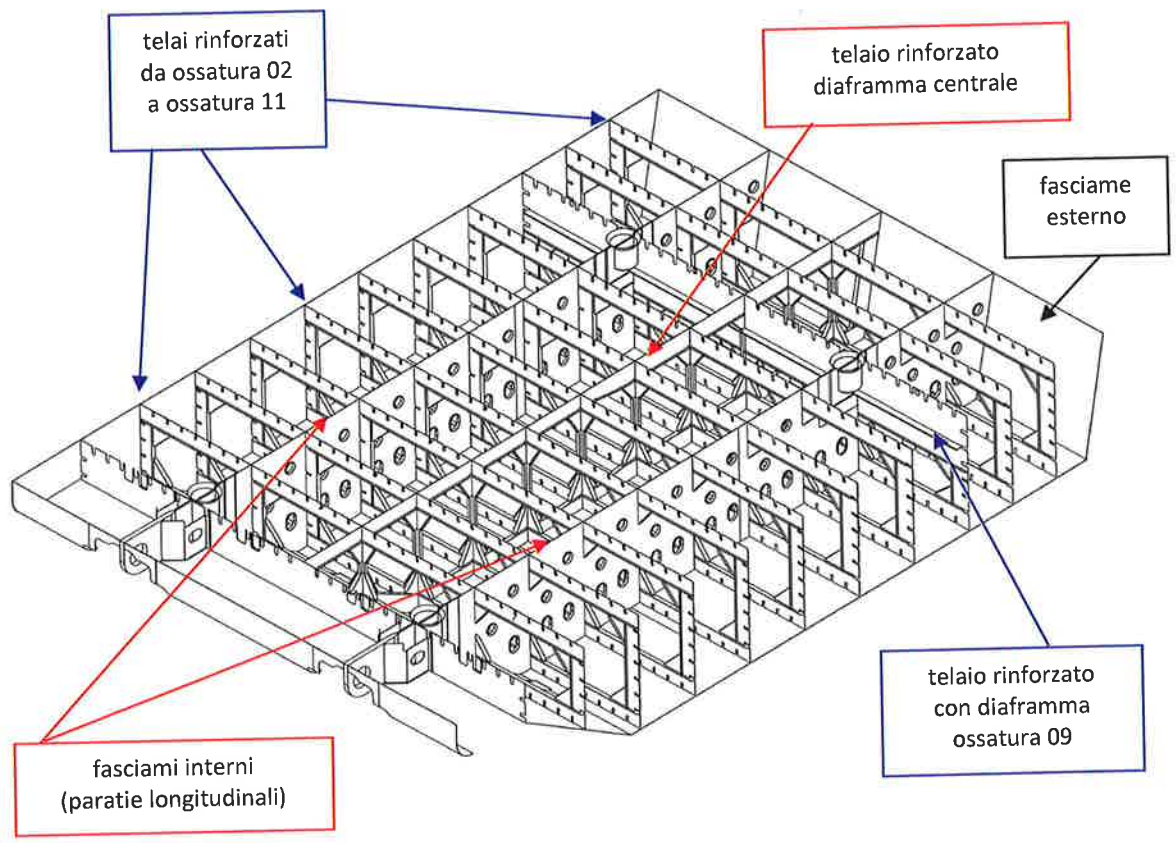 telai rinforzati
da ossatura 02
a ossatura 11
telaio rinforzato
diaframma centrale
fasciame
esterno
telaio rinforzato
con diaframma
ossatura 09
fasciami interni
(paratie longitudinali)